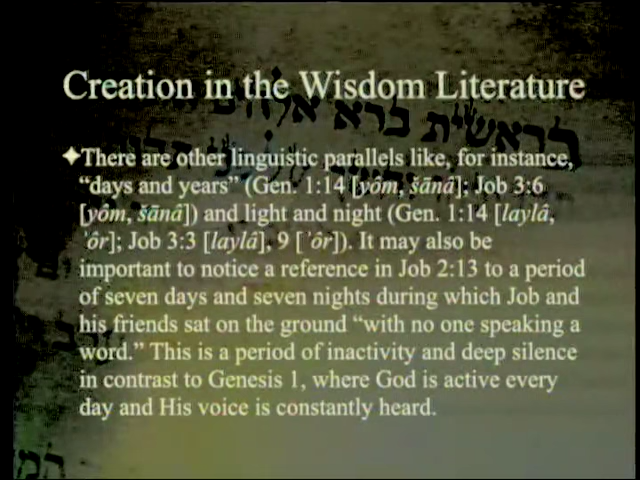 Creation in the Wisdom Literature
בראשית ברא אלהים
✦There are other linguistic parallels like, for instance,
“days and years” (Gen. 1:14 [yôm, šānâ]; Job 3:6
[yôm, šānâ]) and light and night (Gen. 1:14 [laylâ,
ʾôr]; Job 3:3 [laylâ], 9 [ʾôr]). It may also be
important to notice a reference in Job 2:13 to a period
of seven days and seven nights during which Job and
his friends sat on the ground “with no one speaking a
word.” This is a period of inactivity and deep silence
in contrast to Genesis 1, where God is active every
day and His voice is constantly heard.